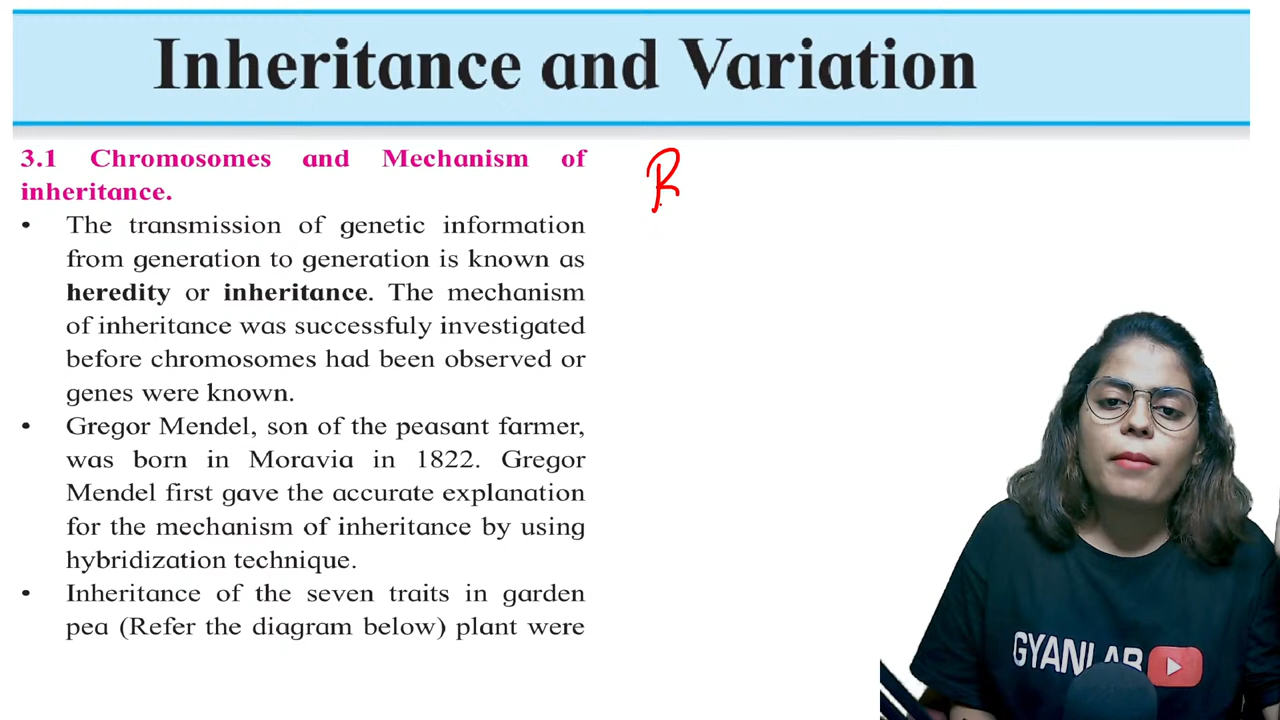 Inheritance and Variation
3.1 Chromosomes and Mechanism of
inheritance.
• The transmission of genetic information
from generation to generation is known as
heredity or inheritance. The mechanism
of inheritance was successfuly investigated
before chromosomes had been observed or
genes were known.
• Gregor Mendel, son of the peasant farmer,
was born in Moravia in 1822. Gregor
Mendel first gave the accurate explanation
for the mechanism of inheritance by using
hybridization technique.
• Inheritance of the seven traits in garden
pea (Refer the diagram below) plant were
R
GYANLAB